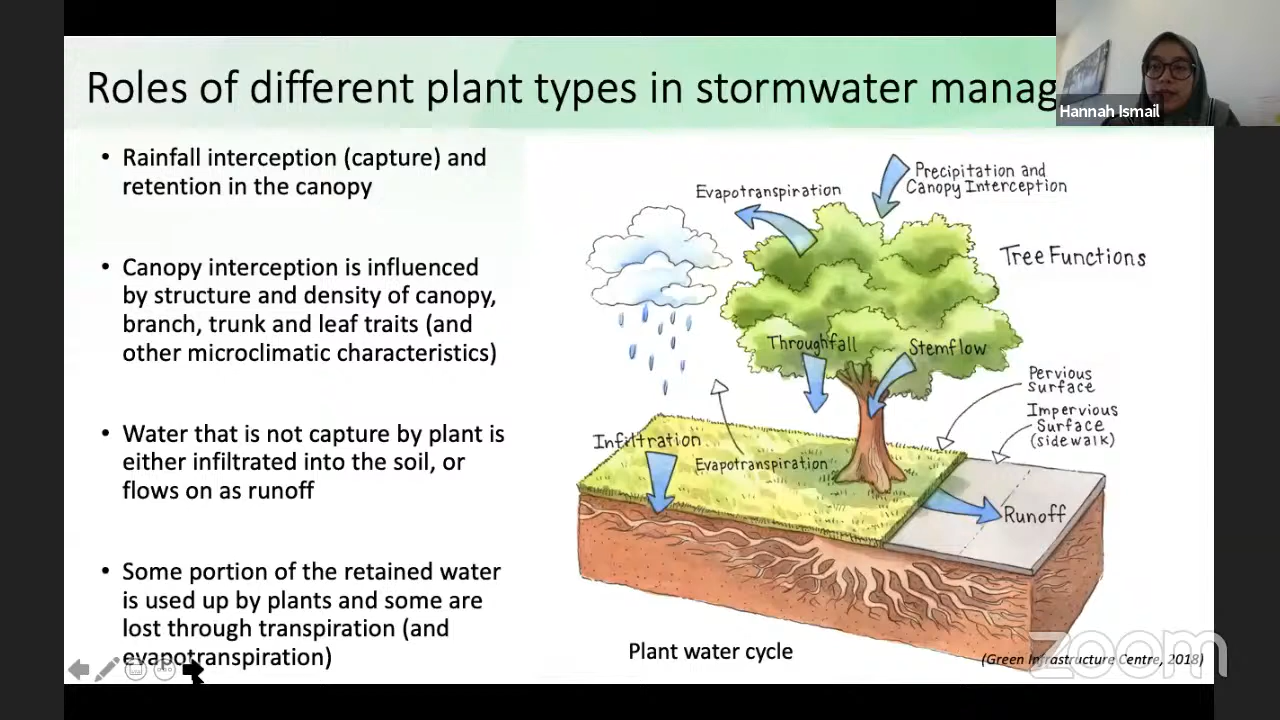 Roles of different plant types in stormwater manag
Hannah Ismail
• Rainfall interception (capture) and
retention in the canopy
• Canopy interception is influenced
by structure and density of canopy,
branch, trunk and leaf traits (and
other microclimatic characteristics)
• Water that is not capture by plant is
either infiltrated into the soil, or
flows on as runoff
• Some portion of the retained water
is used up by plants and some are
lost through transpiration (and
evapotranspiration)
Precipitation and
Canopy Interception
Evapotranspiration
Tree Functions
Throughfall
Stemflow
Pervious
Surface
Impervious
Surface
(sidewalk)
Infiltration
Evapotranspiration
Runoff
Plant water cycle
(Green Infrastructure Centre, 2018)
zoom